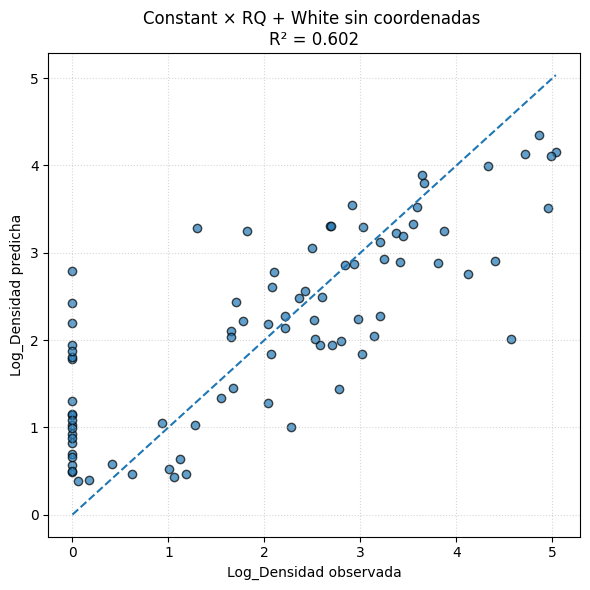 Constant × RQ + White sin coordenadas
R² = 0.602
Log_Densidad predicha
5
4
3
2
1
0
0 1 2 3 4 5
Log_Densidad observada